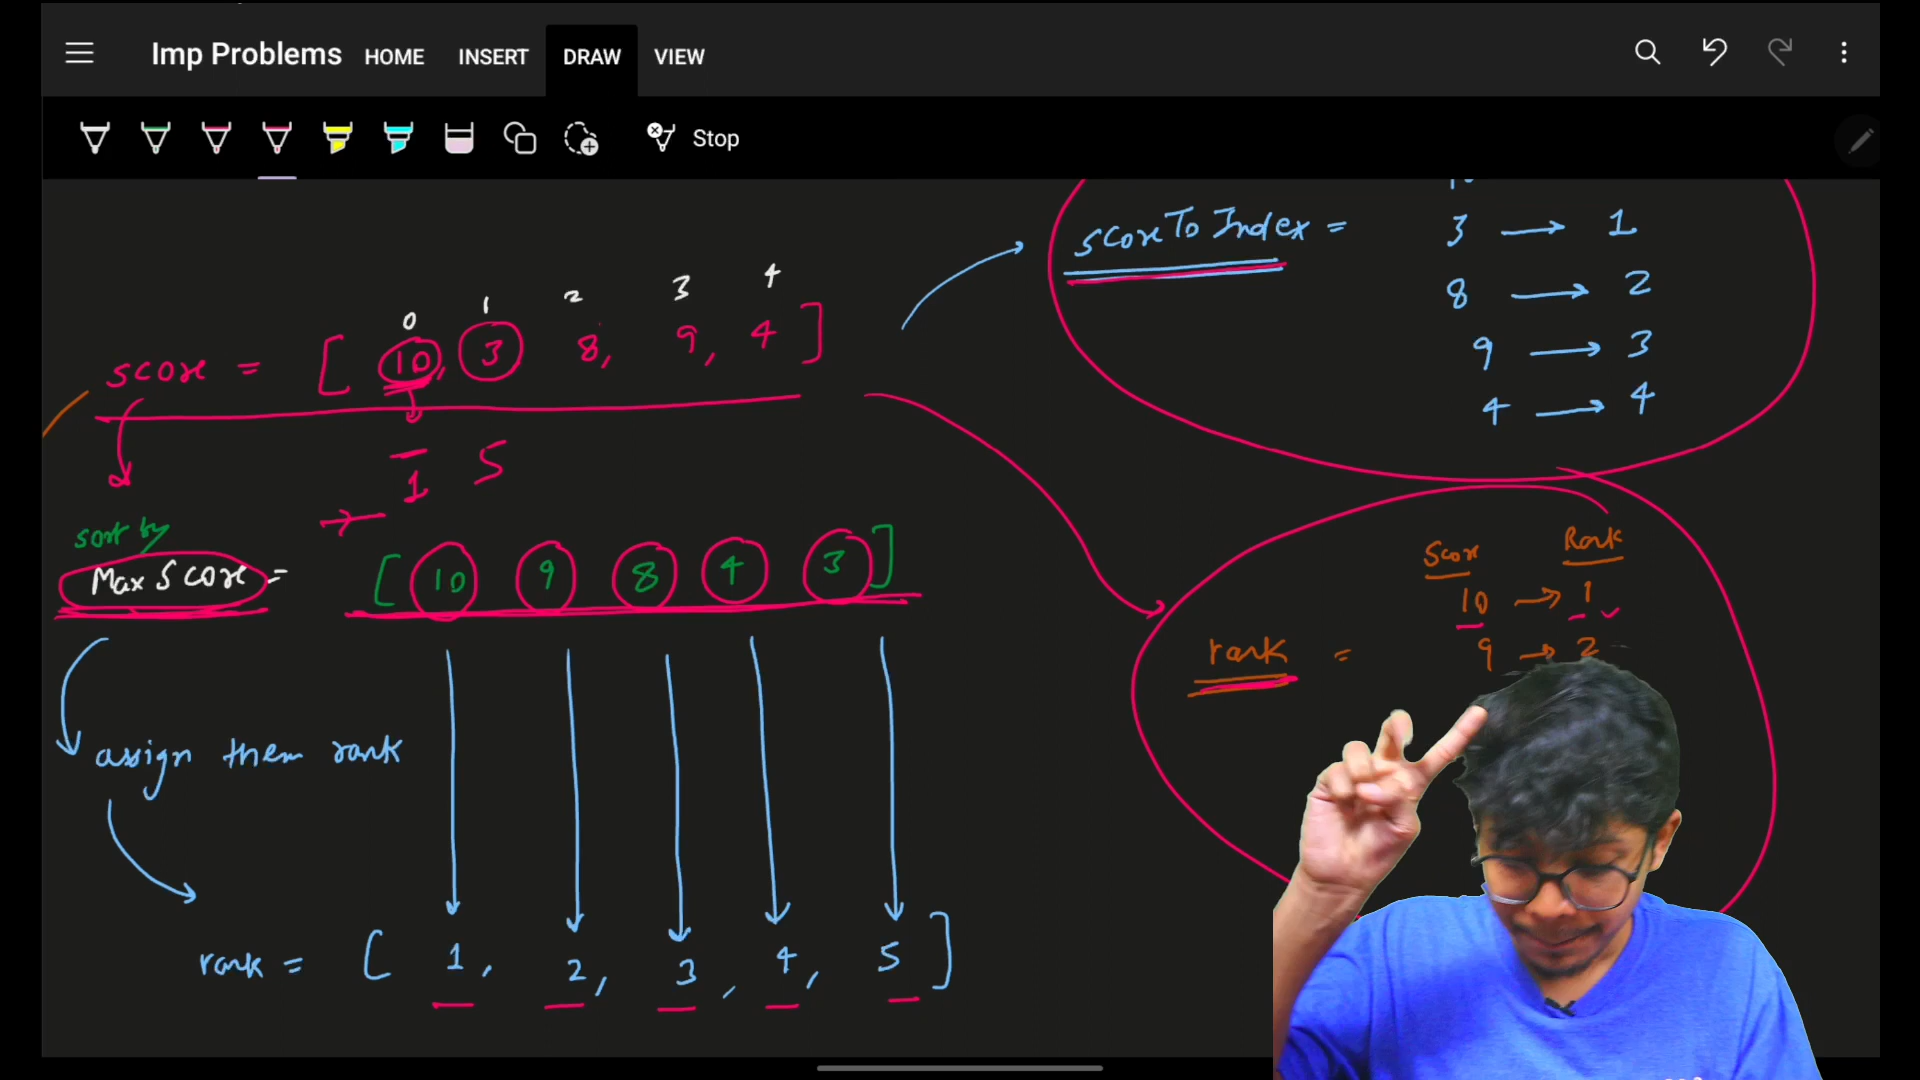 Imp Problems HOME INSERT DRAW VIEW
Stop
scoreToIndex =
3 → 1
8 → 2
9 → 3
4 → 4
0 1 2 3 4
score = [ 10, 3 8, 9, 4 ]
1 5
sort by
Max Score = [ 10 9 8 4 3 ]
assign them rank
rank = [ 1, 2, 3, 4, 5 ]
Score Rank
10 → 1
rank = 9 → 2